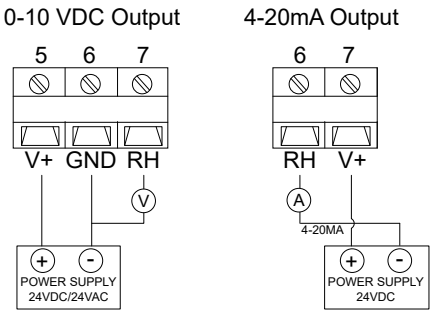 0-10 VDC Output
4-20mA Output
5 6 7
6 7
V+ GND RH
RH V+
V
A
4-20MA
+ -
+ -
POWER SUPPLY
24VDC/24VAC
POWER SUPPLY
24VDC